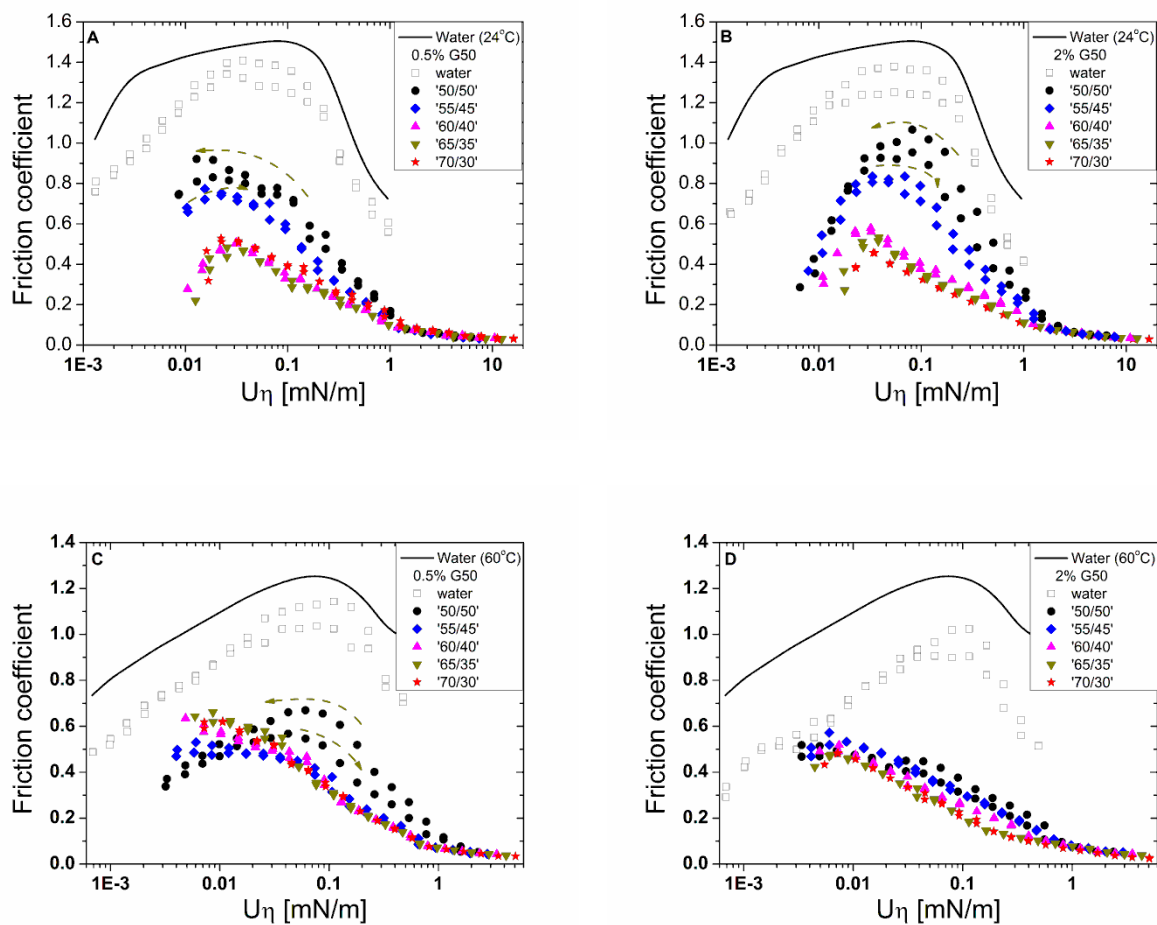 A
Water (24°C)
0.5% G50
water
'50/50'
'55/45'
'60/40'
'65/35'
'70/30'
1.6
1.4
1.2
1.0
0.8
0.6
0.4
0.2
0.0
Friction coefficient
1E-3 0.01 0.1 1 10
Uη [mN/m]
B
Water (24°C)
2% G50
water
'50/50'
'55/45'
'60/40'
'65/35'
'70/30'
1.6
1.4
1.2
1.0
0.8
0.6
0.4
0.2
0.0
Friction coefficient
1E-3 0.01 0.1 1 10
Uη [mN/m]
C
Water (60°C)
0.5% G50
water
'50/50'
'55/45'
'60/40'
'65/35'
'70/30'
1.4
1.2
1.0
0.8
0.6
0.4
0.2
0.0
Friction coefficient
1E-3 0.01 0.1 1
Uη [mN/m]
D
Water (60°C)
2% G50
water
'50/50'
'55/45'
'60/40'
'65/35'
'70/30'
1.4
1.2
1.0
0.8
0.6
0.4
0.2
0.0
Friction coefficient
1E-3 0.01 0.1 1
Uη [mN/m]